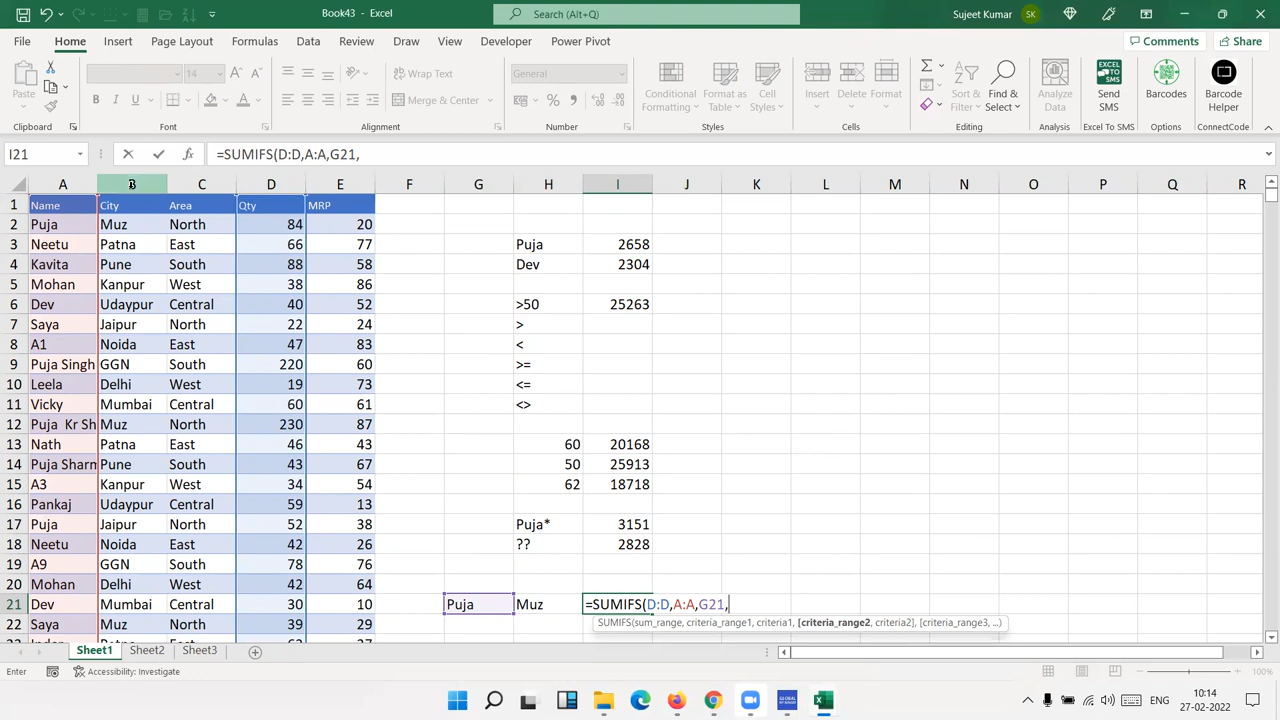 Book43 - Excel
Search (Alt+Q)
Sujeet Kumar
SK
File Home Insert Page Layout Formulas Data Review Draw View Developer Power Pivot
Comments Share
Paste
14
Wrap Text
Merge & Center
General
Conditional Formatting
Format as Table
Cell Styles
Insert Delete Format
Sort & Filter
Find & Select
Analyze Data
Send SMS
Barcodes
Barcode Helper
Clipboard Font Alignment Number Styles Cells Editing Analysis Excel To SMS Options ConnectCode
I21 =SUMIFS(D:D,A:A,G21,
A B C D E F G H I J K L M N O P Q R
1 Name City Area Qty MRP
2 Puja Muz North 84 20
3 Neetu Patna East 66 77 Puja 2658
4 Kavita Pune South 88 58 Dev 2304
5 Mohan Kanpur West 38 86
6 Dev Udaypur Central 40 52 >50 25263
7 Saya Jaipur North 22 24 >
8 A1 Noida East 47 83 <
9 Puja Singh GGN South 220 60 >=
10 Leela Delhi West 19 73 <=
11 Vicky Mumbai Central 60 61 <>
12 Puja Kr Sh Muz North 230 87
13 Nath Patna East 46 43 60 20168
14 Puja Sharm Pune South 43 67 50 25913
15 A3 Kanpur West 34 54 62 18718
16 Pankaj Udaypur Central 59 13
17 Puja Jaipur North 52 38 Puja* 3151
18 Neetu Noida East 42 26 ?? 2828
19 A9 GGN South 78 76
20 Mohan Delhi West 42 64
21 Dev Mumbai Central 30 10 Puja Muz =SUMIFS(D:D,A:A,G21,
22 Saya Muz North 39 29
SUMIFS(sum_range, criteria_range1, criteria1, [criteria_range2, criteria2], [criteria_range3, ...)
Sheet1 Sheet2 Sheet3
Enter Accessibility: Investigate 100%
ENG
10:14
27-02-2022